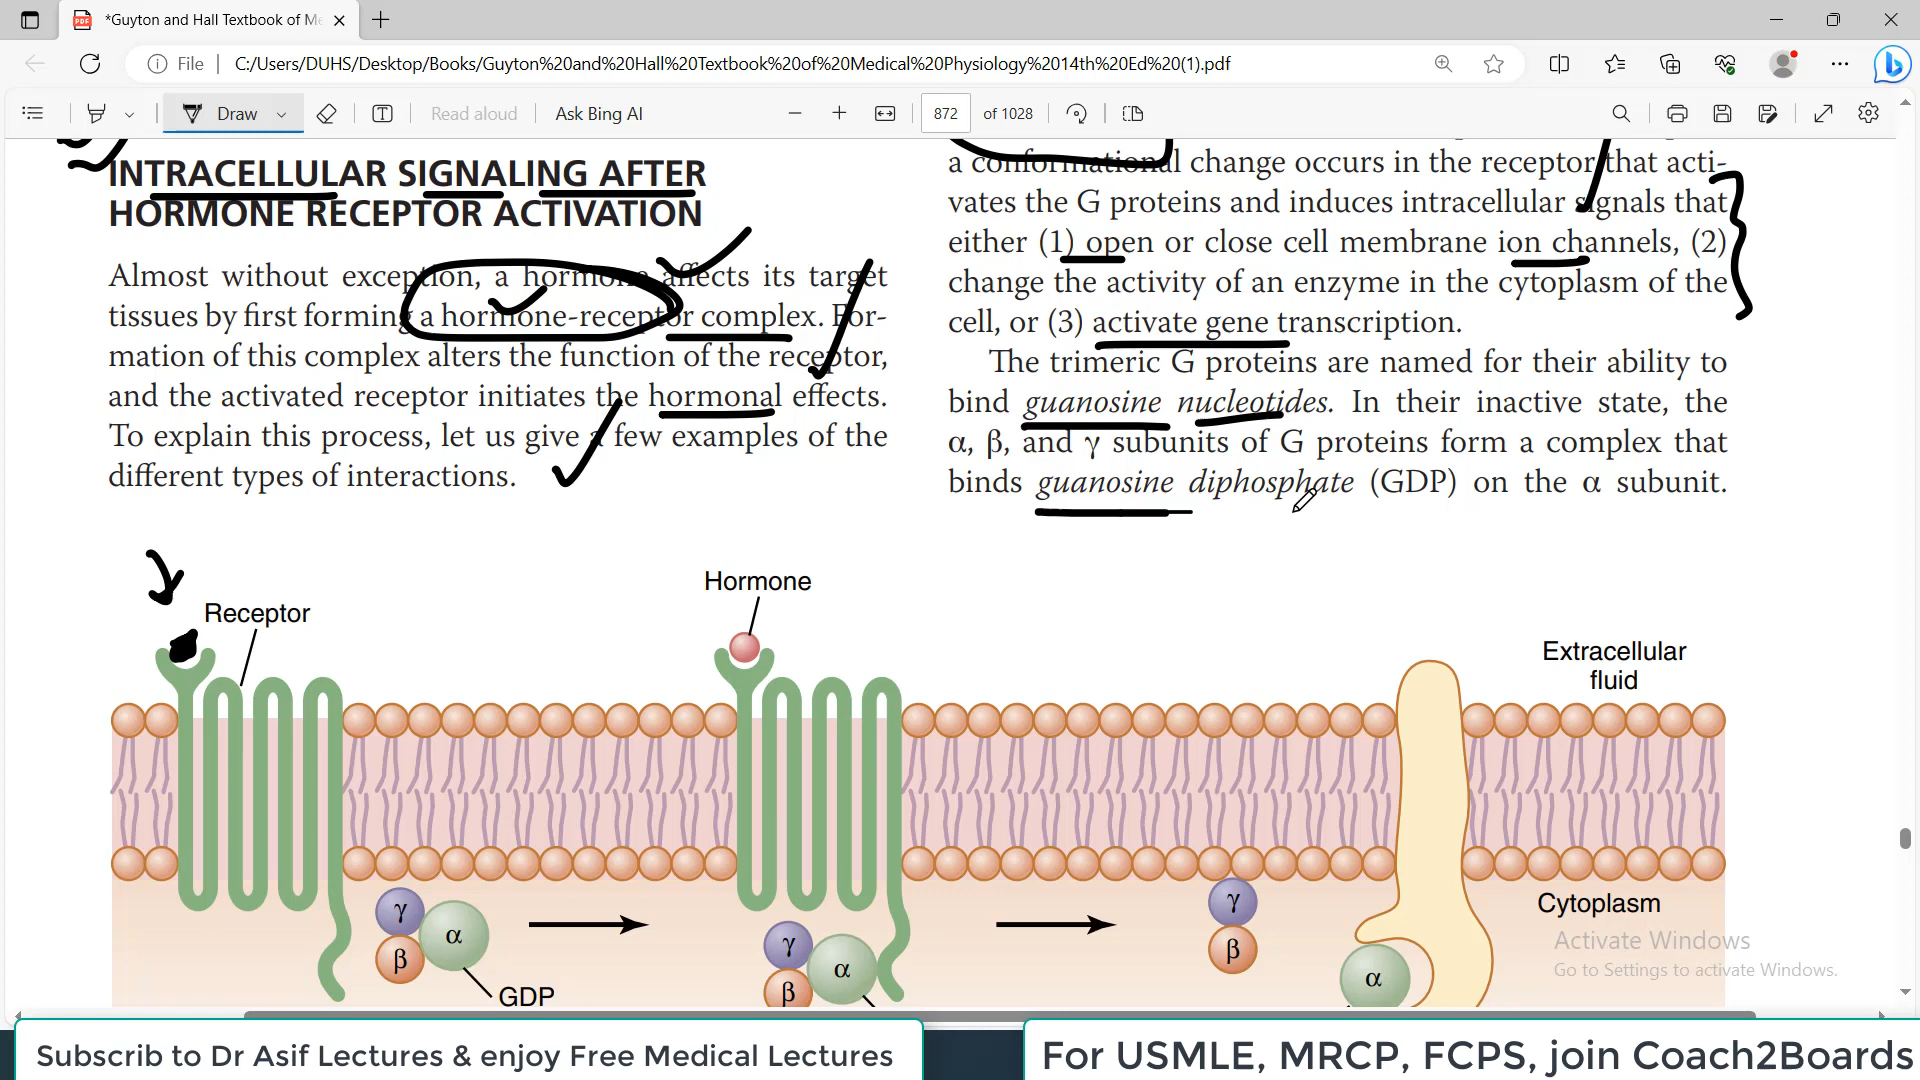 *Guyton and Hall Textbook of Me
File
C:/Users/DUHS/Desktop/Books/Guyton%20and%20Hall%20Textbook%20of%20Medical%20Physiology%2014th%20Ed%20(1).pdf
Draw
Read aloud
Ask Bing AI
872 of 1028
INTRACELLULAR SIGNALING AFTER
HORMONE RECEPTOR ACTIVATION
Almost without exception, a hormone affects its target
tissues by first forming a hormone-receptor complex. For-
mation of this complex alters the function of the receptor,
and the activated receptor initiates the hormonal effects.
To explain this process, let us give a few examples of the
different types of interactions.
a conformational change occurs in the receptor that acti-
vates the G proteins and induces intracellular signals that
either (1) open or close cell membrane ion channels, (2)
change the activity of an enzyme in the cytoplasm of the
cell, or (3) activate gene transcription.
The trimeric G proteins are named for their ability to
bind guanosine nucleotides. In their inactive state, the
α, β, and γ subunits of G proteins form a complex that
binds guanosine diphosphate (GDP) on the α subunit.
Hormone
Receptor
Extracellular
fluid
Cytoplasm
γ
α
β
GDP
γ
α
β
γ
β
α
Activate Windows
Go to Settings to activate Windows.
Subscrib to Dr Asif Lectures & enjoy Free Medical Lectures
For USMLE, MRCP, FCPS, join Coach2Boards